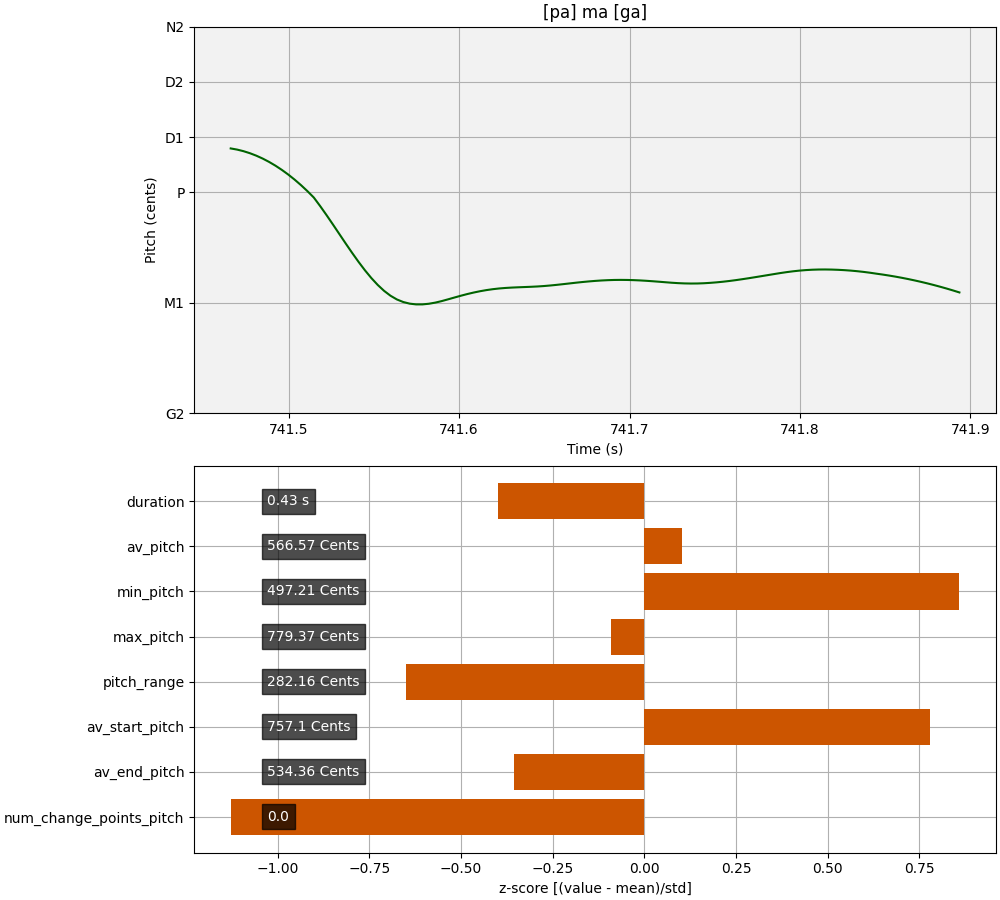 [pa] ma [ga]
N2
D2
D1
P
M1
G2
Pitch (cents)
741.5 741.6 741.7 741.8 741.9
Time (s)
duration 0.43 s
av_pitch 566.57 Cents
min_pitch 497.21 Cents
max_pitch 779.37 Cents
pitch_range 282.16 Cents
av_start_pitch 757.1 Cents
av_end_pitch 534.36 Cents
num_change_points_pitch 0.0
−1.00 −0.75 −0.50 −0.25 0.00 0.25 0.50 0.75
z-score [(value - mean)/std]